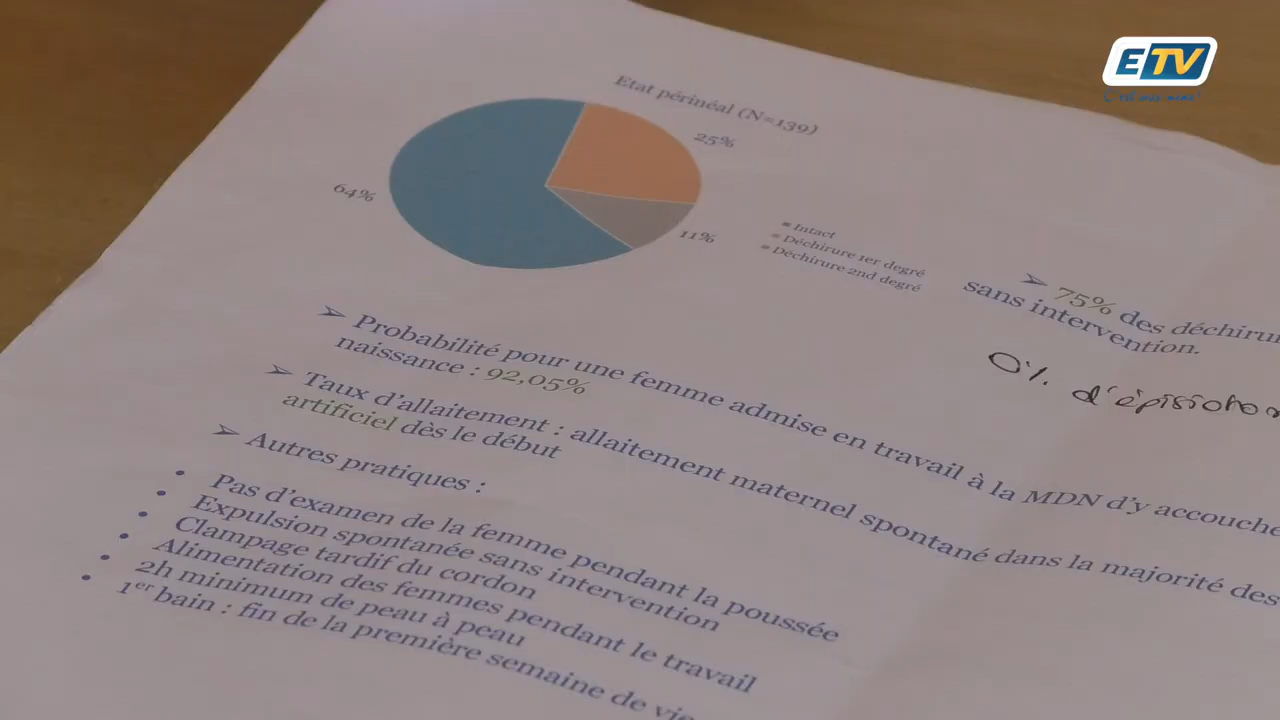 ETV
Etat périnéal (N=139)
25%
64%
11%
Intact
Déchirure 1er degré
Déchirure 2nd degré
➢ 75% des
sans intervention.
0% d'
➢ Probabilité pour une femme admise en travail à la MDN d'y
naissance : 92,05%
➢ Taux d'allaitement : allaitement maternel spontané dans la majorité des
artificiel dès le début
➢ Autres pratiques :
• Pas d'examen de la femme pendant la poussée
• Expulsion spontanée sans intervention
• Clampage tardif du cordon
• Alimentation des femmes pendant le travail
• 2h minimum de peau à peau
• 1er bain : fin de la première semaine de vie